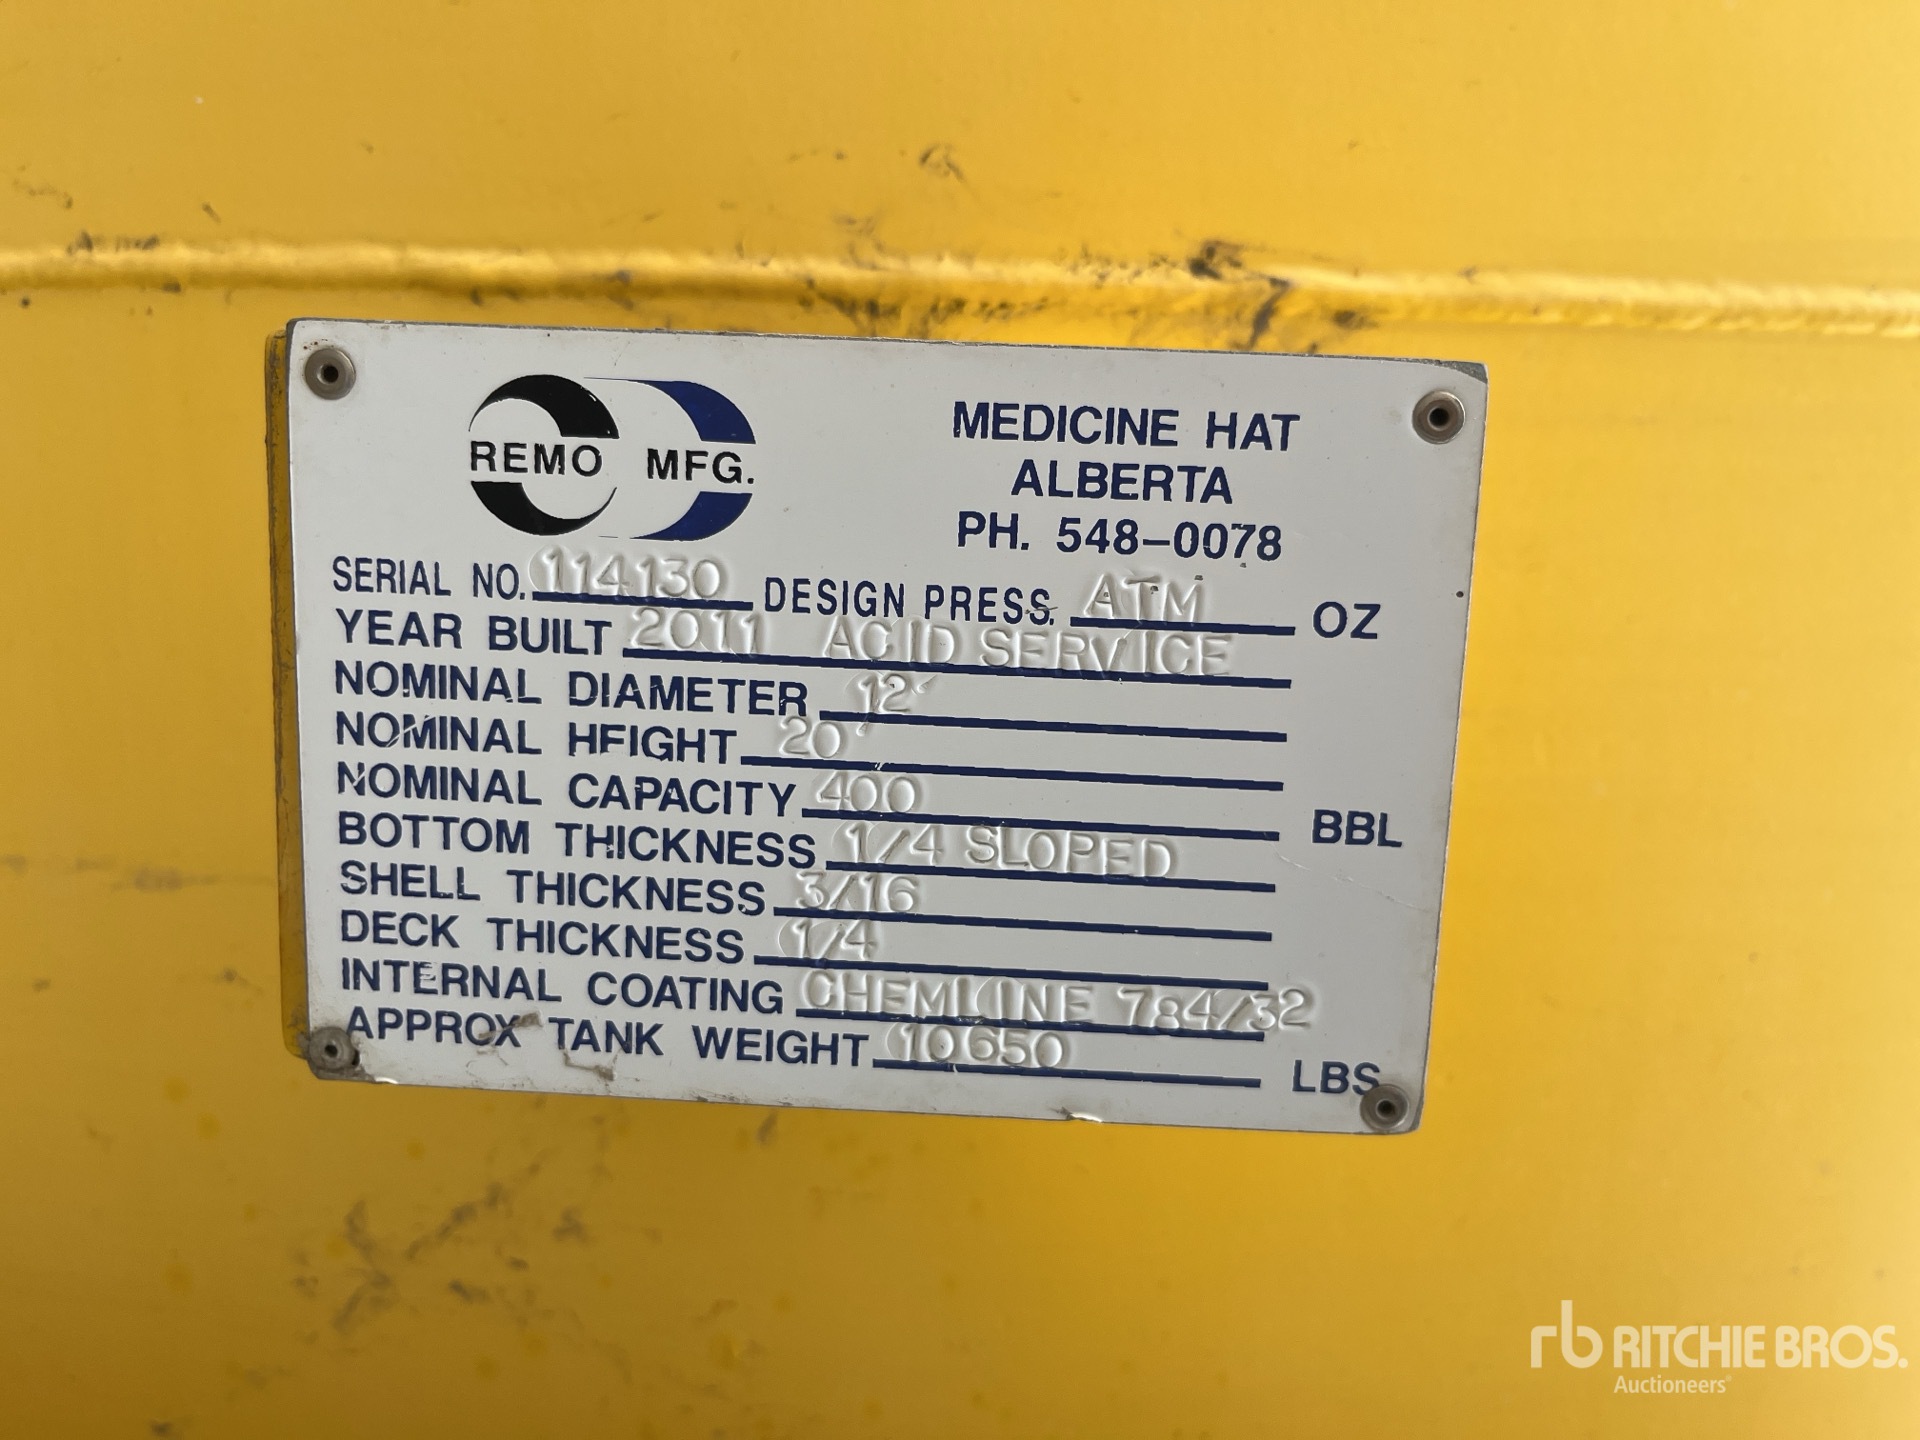 REMO MFG.
MEDICINE HAT
ALBERTA
PH. 548-0078
SERIAL NO. 114130 DESIGN PRESS. ATM OZ
YEAR BUILT 2011 ACID SERVICE
NOMINAL DIAMETER 12'
NOMINAL HEIGHT 20'
NOMINAL CAPACITY 400 BBL
BOTTOM THICKNESS 1/4 SLOPED
SHELL THICKNESS 3/16
DECK THICKNESS 1/4
INTERNAL COATING CHEMLINE 784/32
APPROX TANK WEIGHT 10650 LBS
rb RITCHIE BROS.
Auctioneers